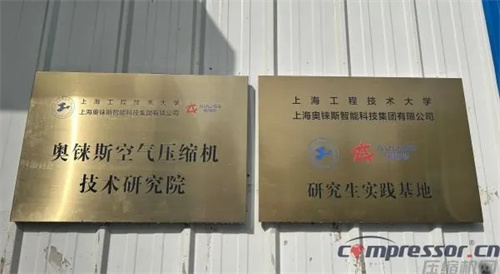 上海工程技术大学
上海奥铼斯智能科技集团有限公司
奥铼斯空气压缩机
技术研究院
上海工程技术大学
上海奥铼斯智能科技集团有限公司
研究生实践基地
compressor.cn
压缩机网